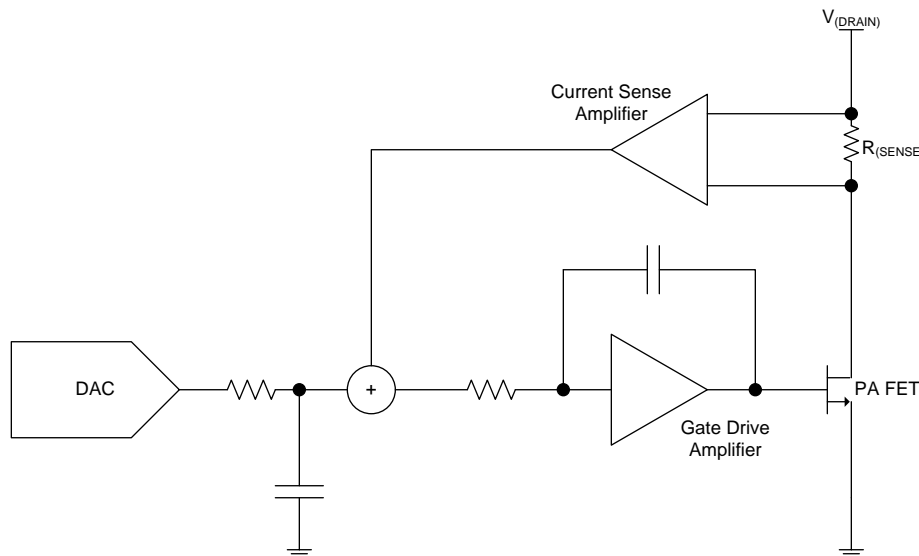 V(DRAIN)
Current Sense
Amplifier
R(SENSE
DAC
+
PA FET
Gate Drive
Amplifier